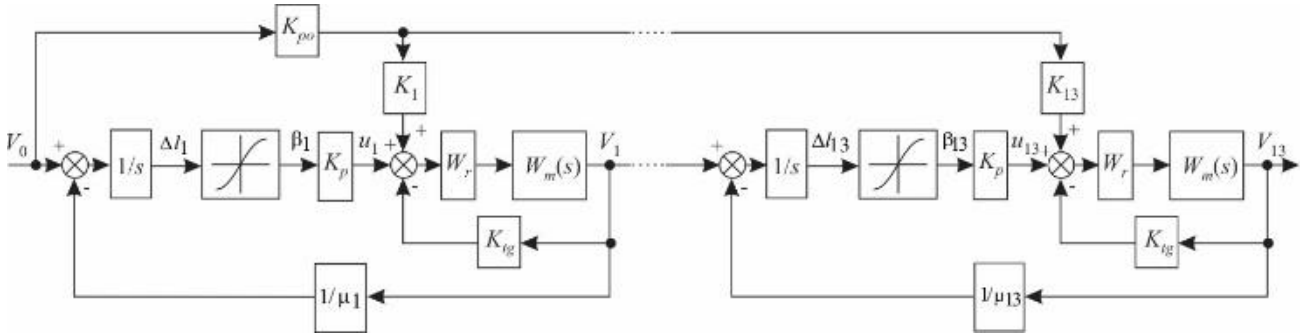 K_po
K_1
K_13
V_0 + 1/s Δl_1 β_1 K_p u_1 + + W_r W_m(s) V_1 + 1/s Δl_13 β_13 K_p u_13 + + W_r W_m(s) V_13
- - - -
K_tg K_tg
1/μ_1 1/μ_13